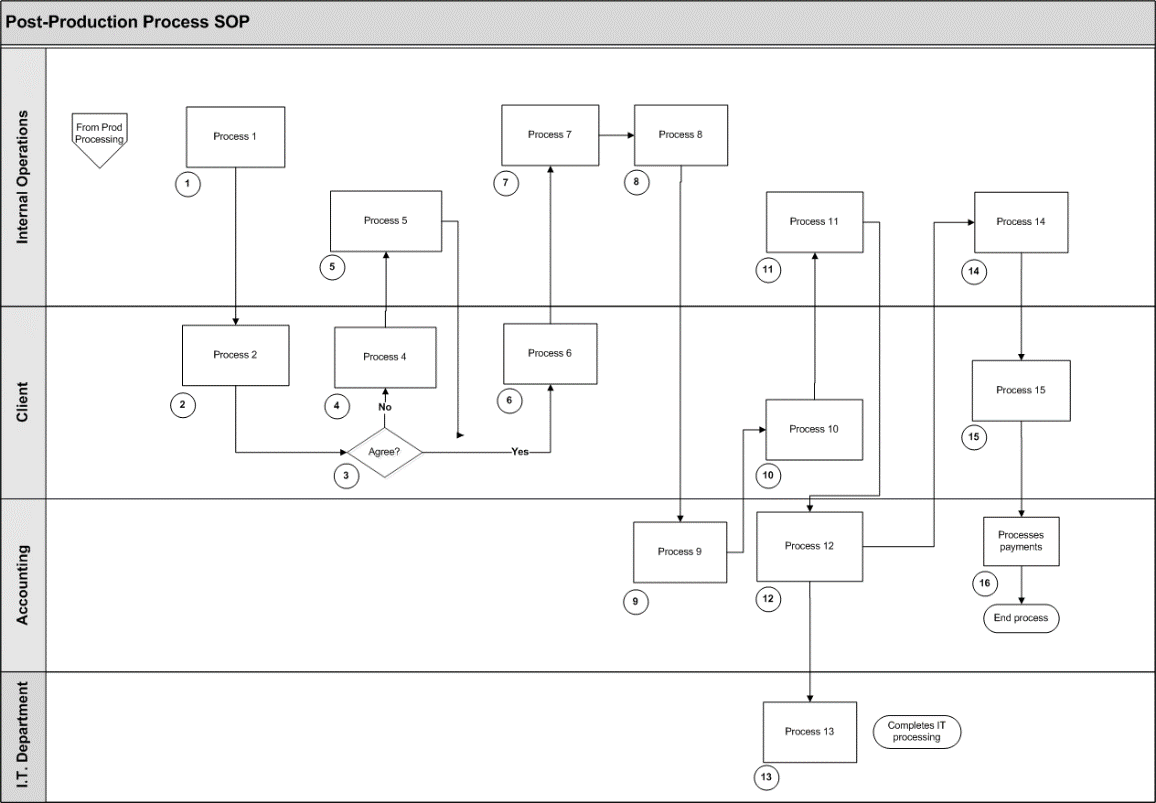 Post-Production Process SOP
Internal Operations
From Prod
Processing
Process 1
1
Process 5
5
Process 7
7
Process 8
8
Process 11
11
Process 14
14
Client
Process 2
2
Process 4
4
No
Agree?
3
Yes
Process 6
6
Process 10
10
Process 15
15
Accounting
Process 9
9
Process 12
12
Processes
payments
16
End process
I.T. Department
Process 13
13
Completes IT
processing